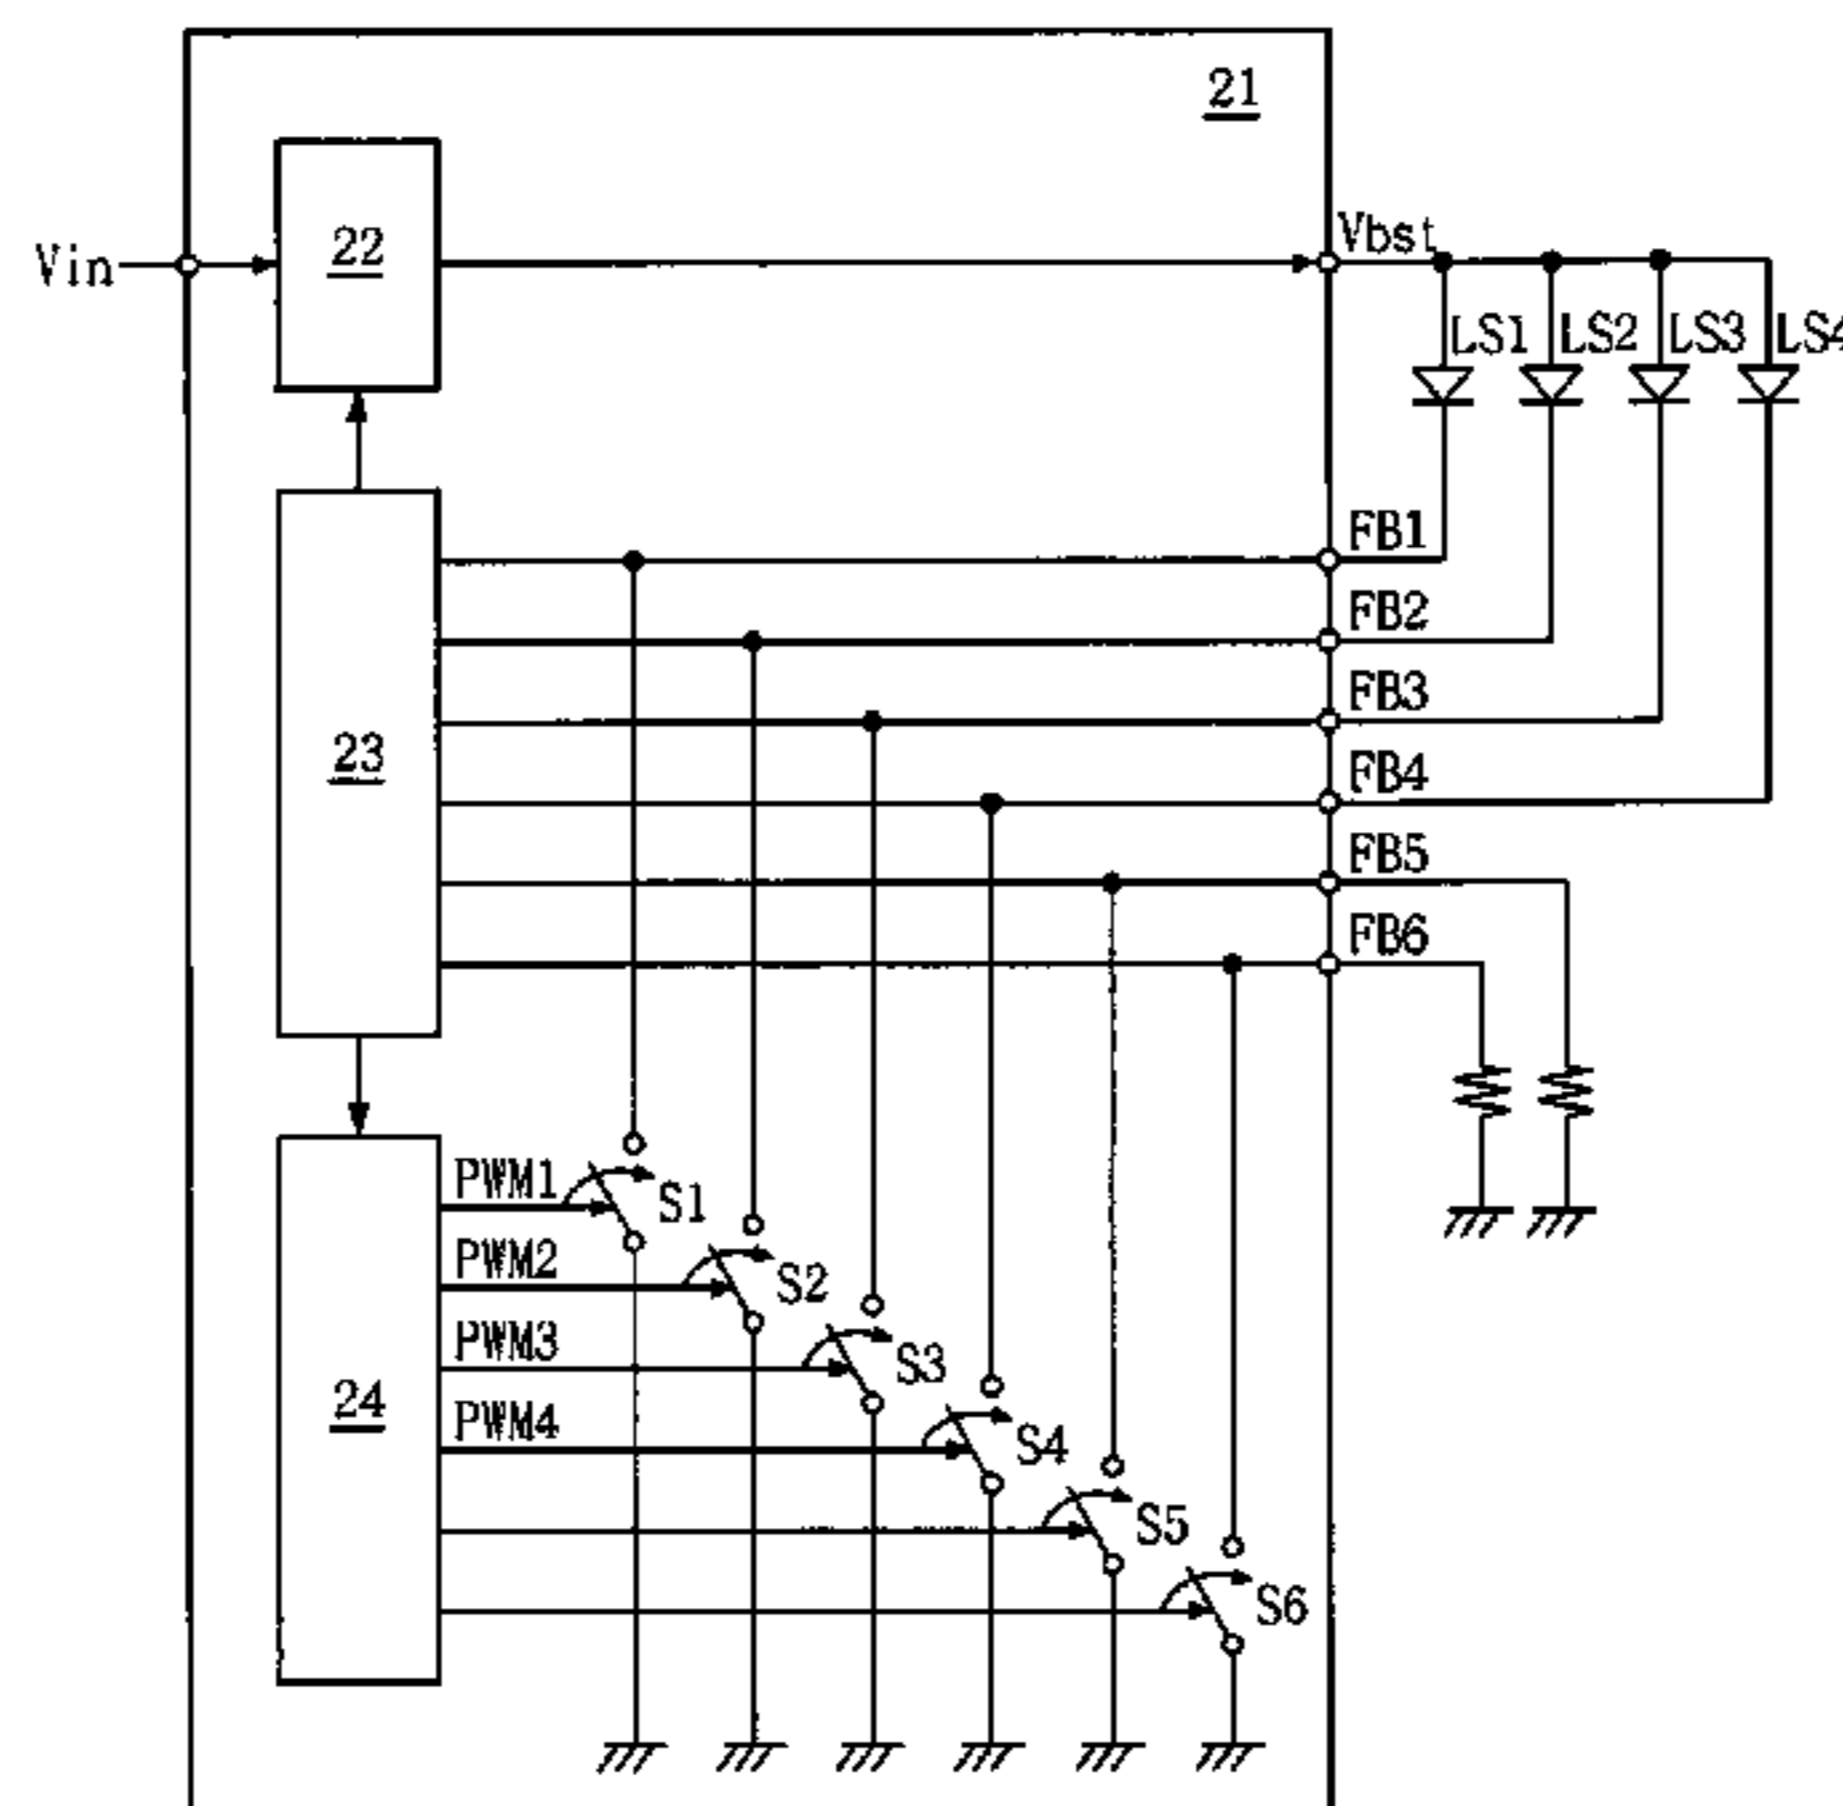 21
Vin
22
Vbst
LS1
LS2
LS3
LS4
FB1
FB2
FB3
23
FB4
FB5
FB6
PWM1
S1
PWM2
S2
PWM3
S3
24
PWM4
S4
S5
S6